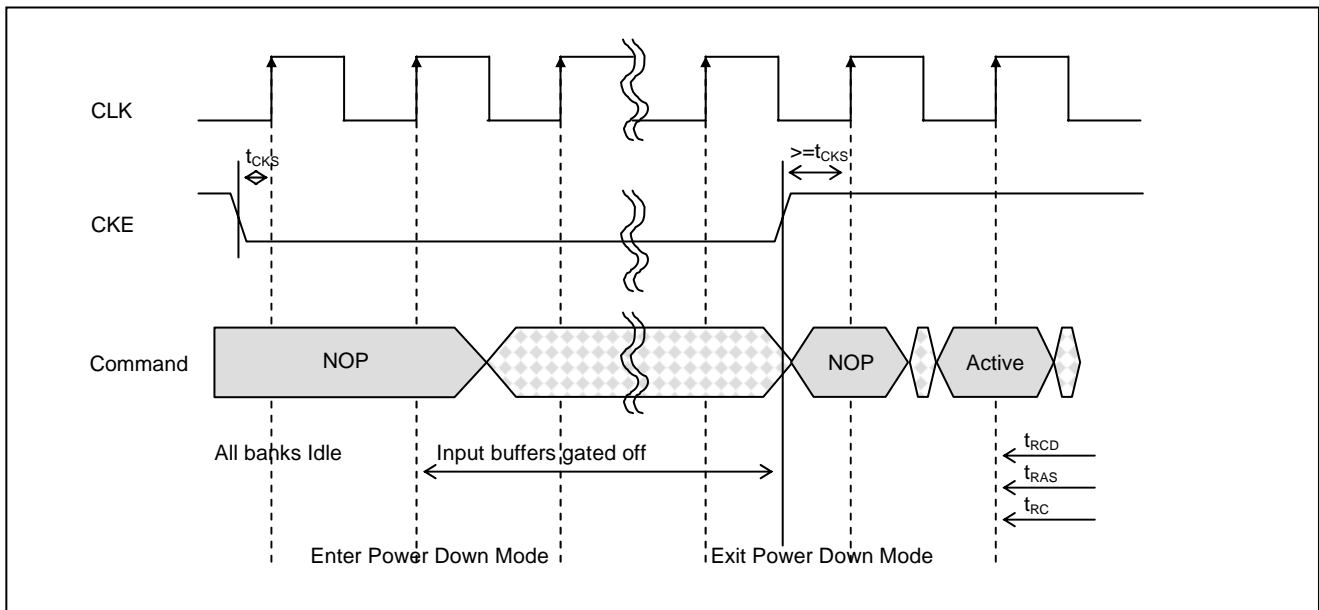 CLK
tCKS
>=tCKS
CKE
Command
NOP
NOP
Active
All banks Idle
Input buffers gated off
tRCD
tRAS
tRC
Enter Power Down Mode
Exit Power Down Mode